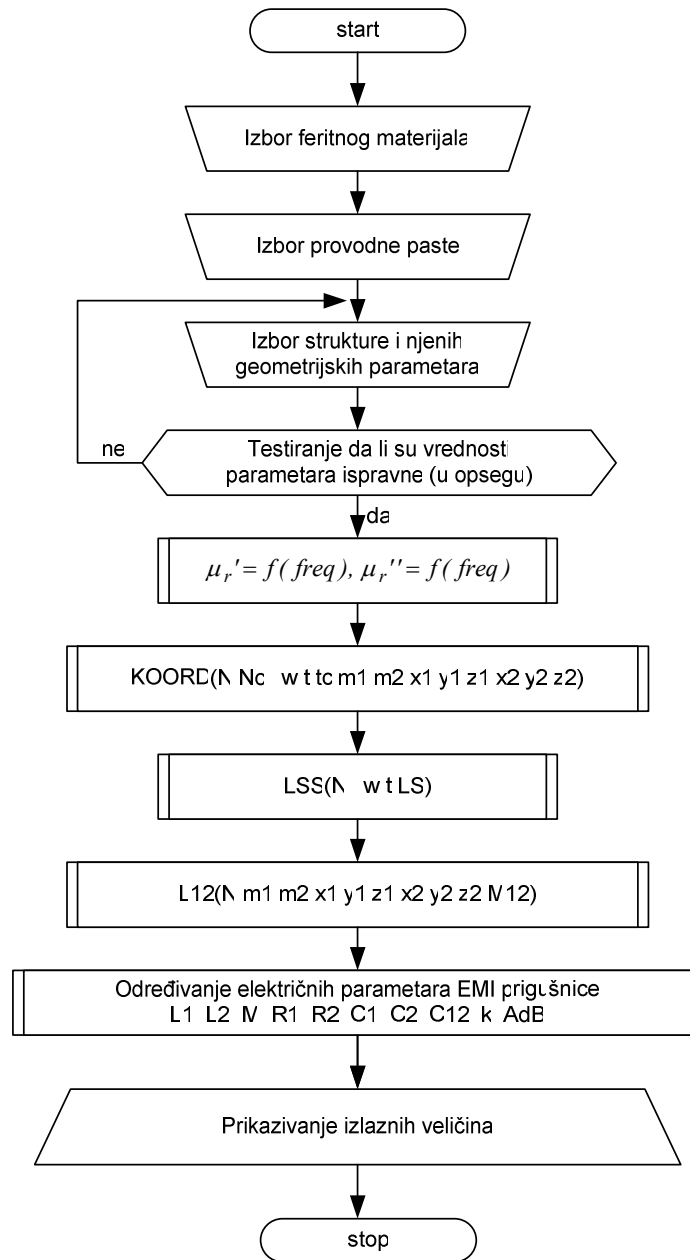 start
Izbor feritnog materijala
Izbor provodne paste
Izbor strukture i njenih
geometrijskih parametara
ne
Testiranje da li su vrednosti
parametara ispravne (u opsegu)
da
μr' = f ( freq ), μr'' = f ( freq )
KOORD(N Nc w t tc m1 m2 x1 y1 z1 x2 y2 z2)
LSS(N w t LS)
L12(N m1 m2 x1 y1 z1 x2 y2 z2 M12)
Određivanje električnih parametara EMI prigušnice
L1 L2 M R1 R2 C1 C2 C12 k AdB
Prikazivanje izlaznih veličina
stop